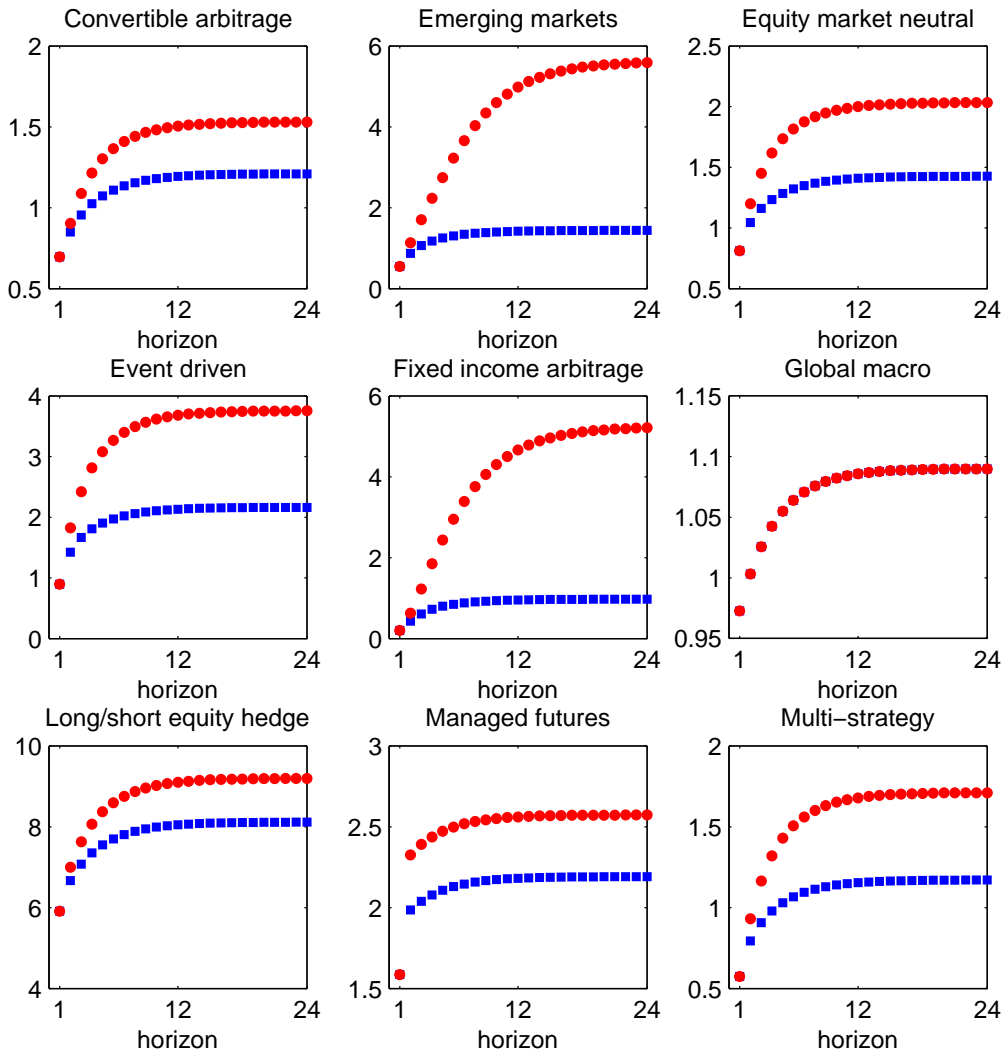 Convertible arbitrage
2
1.5
1
0.5
1 12 24
horizon
Emerging markets
6
4
2
0
1 12 24
horizon
Equity market neutral
2.5
2
1.5
1
0.5
1 12 24
horizon
Event driven
4
3
2
1
0
1 12 24
horizon
Fixed income arbitrage
6
4
2
0
1 12 24
horizon
Global macro
1.15
1.1
1.05
1
0.95
1 12 24
horizon
Long/short equity hedge
10
8
6
4
1 12 24
horizon
Managed futures
3
2.5
2
1.5
1 12 24
horizon
Multi−strategy
2
1.5
1
0.5
1 12 24
horizon